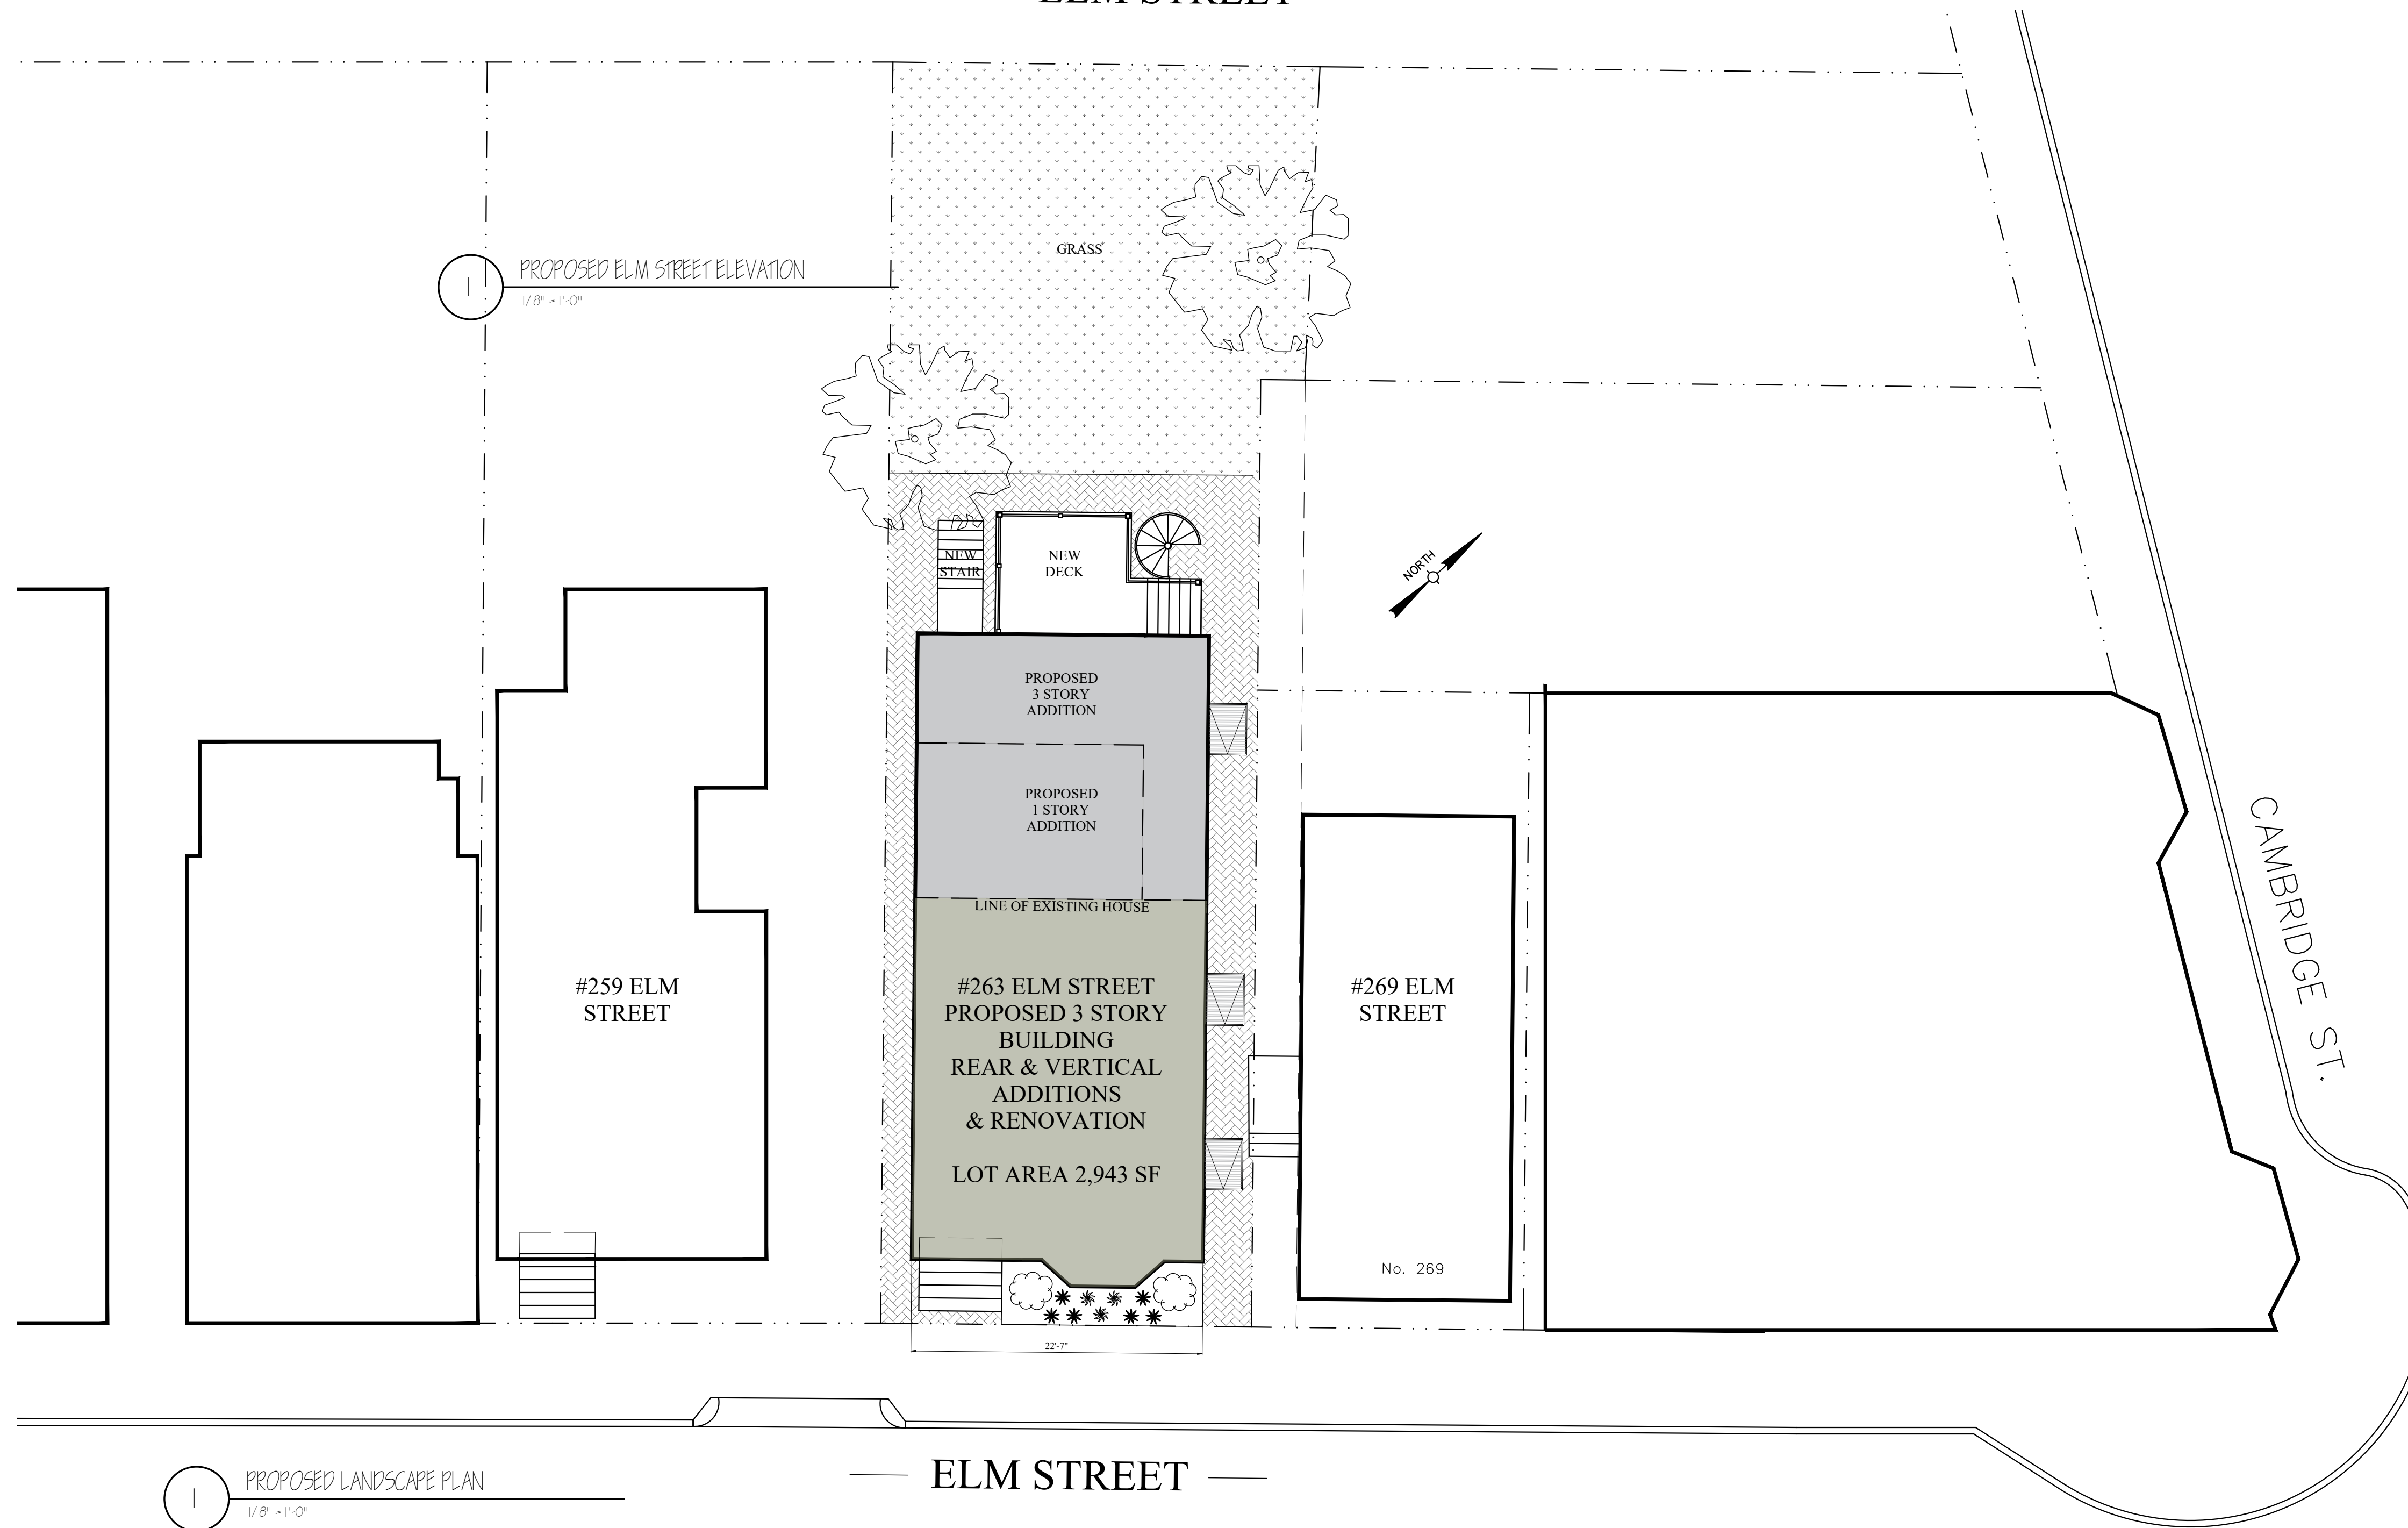 ELM STREET
PROPOSED ELM STREET ELEVATION
1/8" = 1'-0"
1
GRASS
NEW
STAIR
NEW
DECK
NORTH
PROPOSED
3 STORY
ADDITION
PROPOSED
1 STORY
ADDITION
LINE OF EXISTING HOUSE
#259 ELM
STREET
#263 ELM STREET
PROPOSED 3 STORY
BUILDING
REAR & VERTICAL
ADDITIONS
& RENOVATION
LOT AREA 2,943 SF
#269 ELM
STREET
No. 269
CAMBRIDGE ST.
22'-7"
ELM STREET
1
PROPOSED LANDSCAPE PLAN
1/8" = 1'-0"